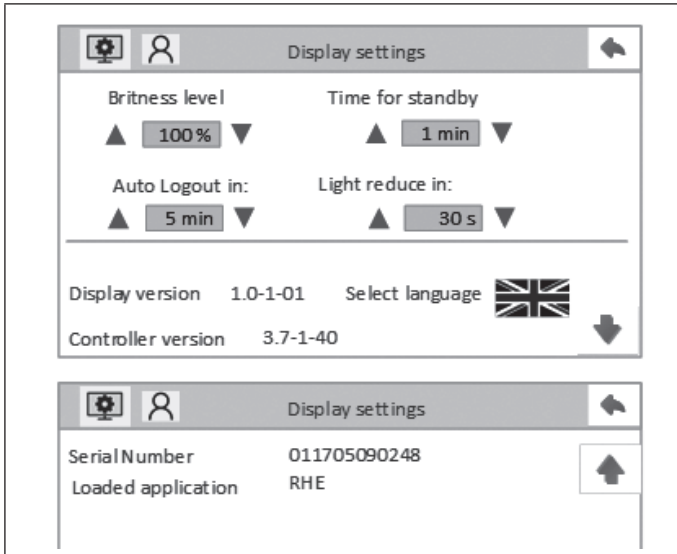 Display settings
Britness level Time for standby
100% 1 min
Auto Logout in: Light reduce in:
5 min 30 s
Display version 1.0-1-01 Select language
Controller version 3.7-1-40
Display settings
Serial Number 011705090248
Loaded application RHE